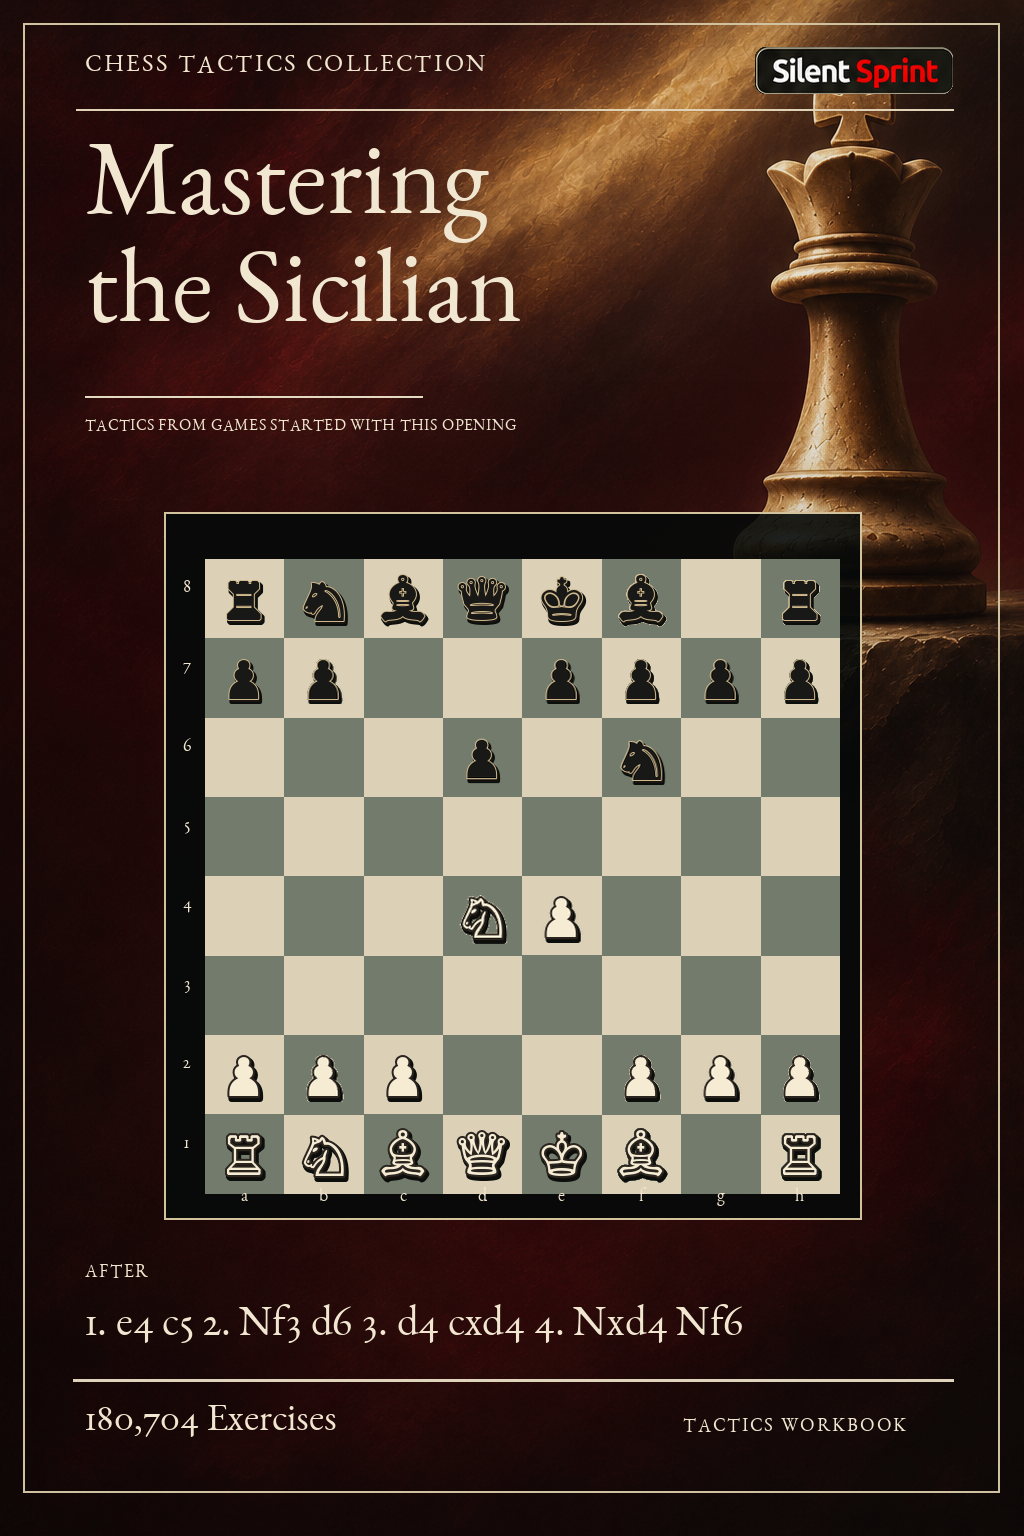 CHESS TACTICS COLLECTION
Silent Sprint
Mastering
the Sicilian
TACTICS FROM GAMES STARTED WITH THIS OPENING
8
7
6
5
4
3
2
1
a b c d e f g h
AFTER
1. e4 c5 2. Nf3 d6 3. d4 cxd4 4. Nxd4 Nf6
180,704 Exercises
TACTICS WORKBOOK